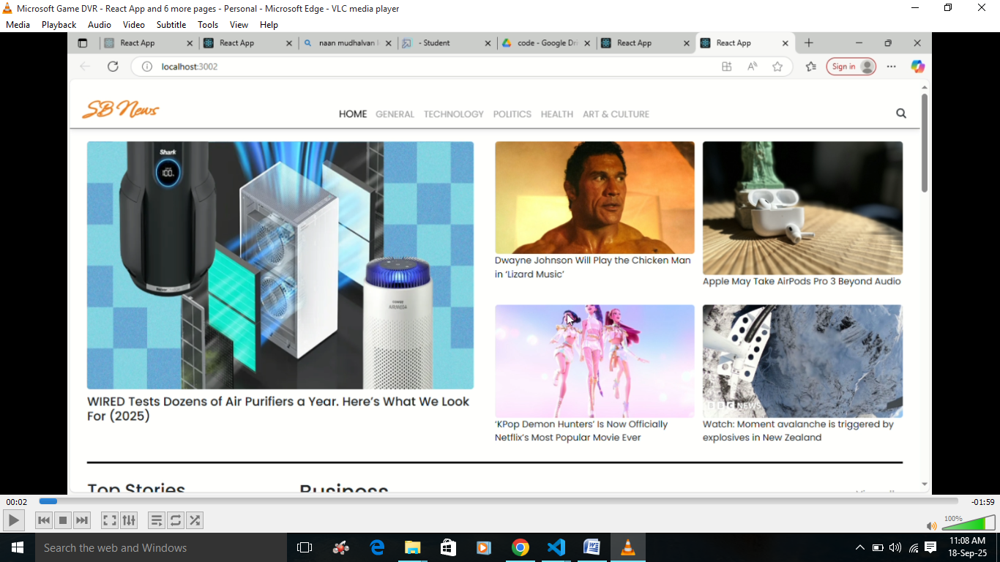 Microsoft Game DVR - React App and 6 more pages - Personal - Microsoft Edge - VLC media player
Media Playback Audio Video Subtitle Tools View Help
React App
React App
naan mudhalvan
- Student
code - Google Dri
React App
React App
localhost:3002
Sign in
SB News
HOME GENERAL TECHNOLOGY POLITICS HEALTH ART & CULTURE
Shark
100
WIRED Tests Dozens of Air Purifiers a Year. Here’s What We Look
For (2025)
Dwayne Johnson Will Play the Chicken Man
in ‘Lizard Music’
Apple May Take AirPods Pro 3 Beyond Audio
‘KPop Demon Hunters’ Is Now Officially
Netflix’s Most Popular Movie Ever
NEWS
Watch: Moment avalanche is triggered by
explosives in New Zealand
Top Stories
Business
00:02
-01:59
100%
Search the web and Windows
11:08 AM
18-Sep-25